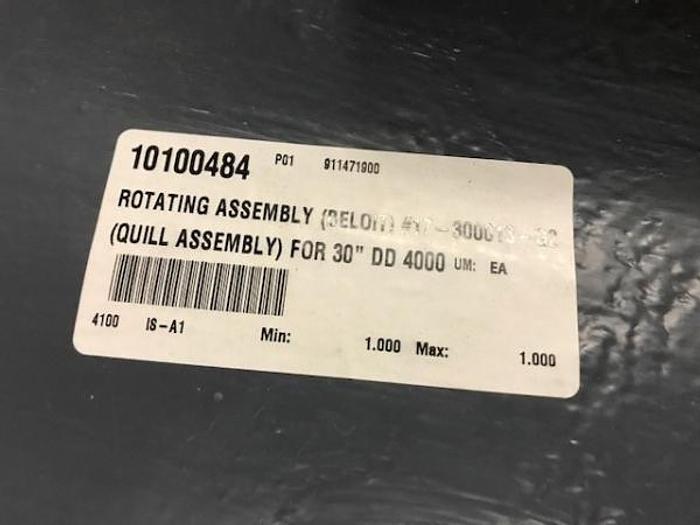 10100484 P01 911471900
ROTATING ASSEMBLY (BELOIT)
(QUILL ASSEMBLY) FOR 30" DD 4000 UM: EA
4100 IS-A1 Min: 1.000 Max: 1.000